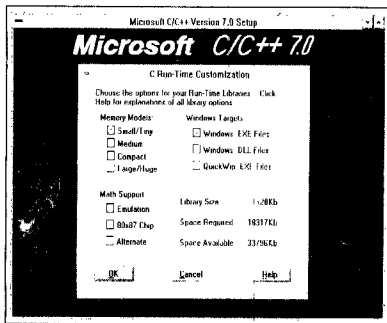 Microsoft C/C++ Version 7.0 Setup
Microsoft C/C++ 7.0
C Run-Time Customization
Choose the options for your Run-Time Libraries. Click
Help for explanations of all library options
Memory Models:
Small/Tiny
Medium
Compact
Large/Huge
Windows Targets
Windows EXE Files
Windows DLL Files
QuickWin EXE Files
Math Support
Emulation
80x87 Chip
Alternate
Library Size
Space Required 18317Kb
Space Available 33796Kb
OK Cancel Help